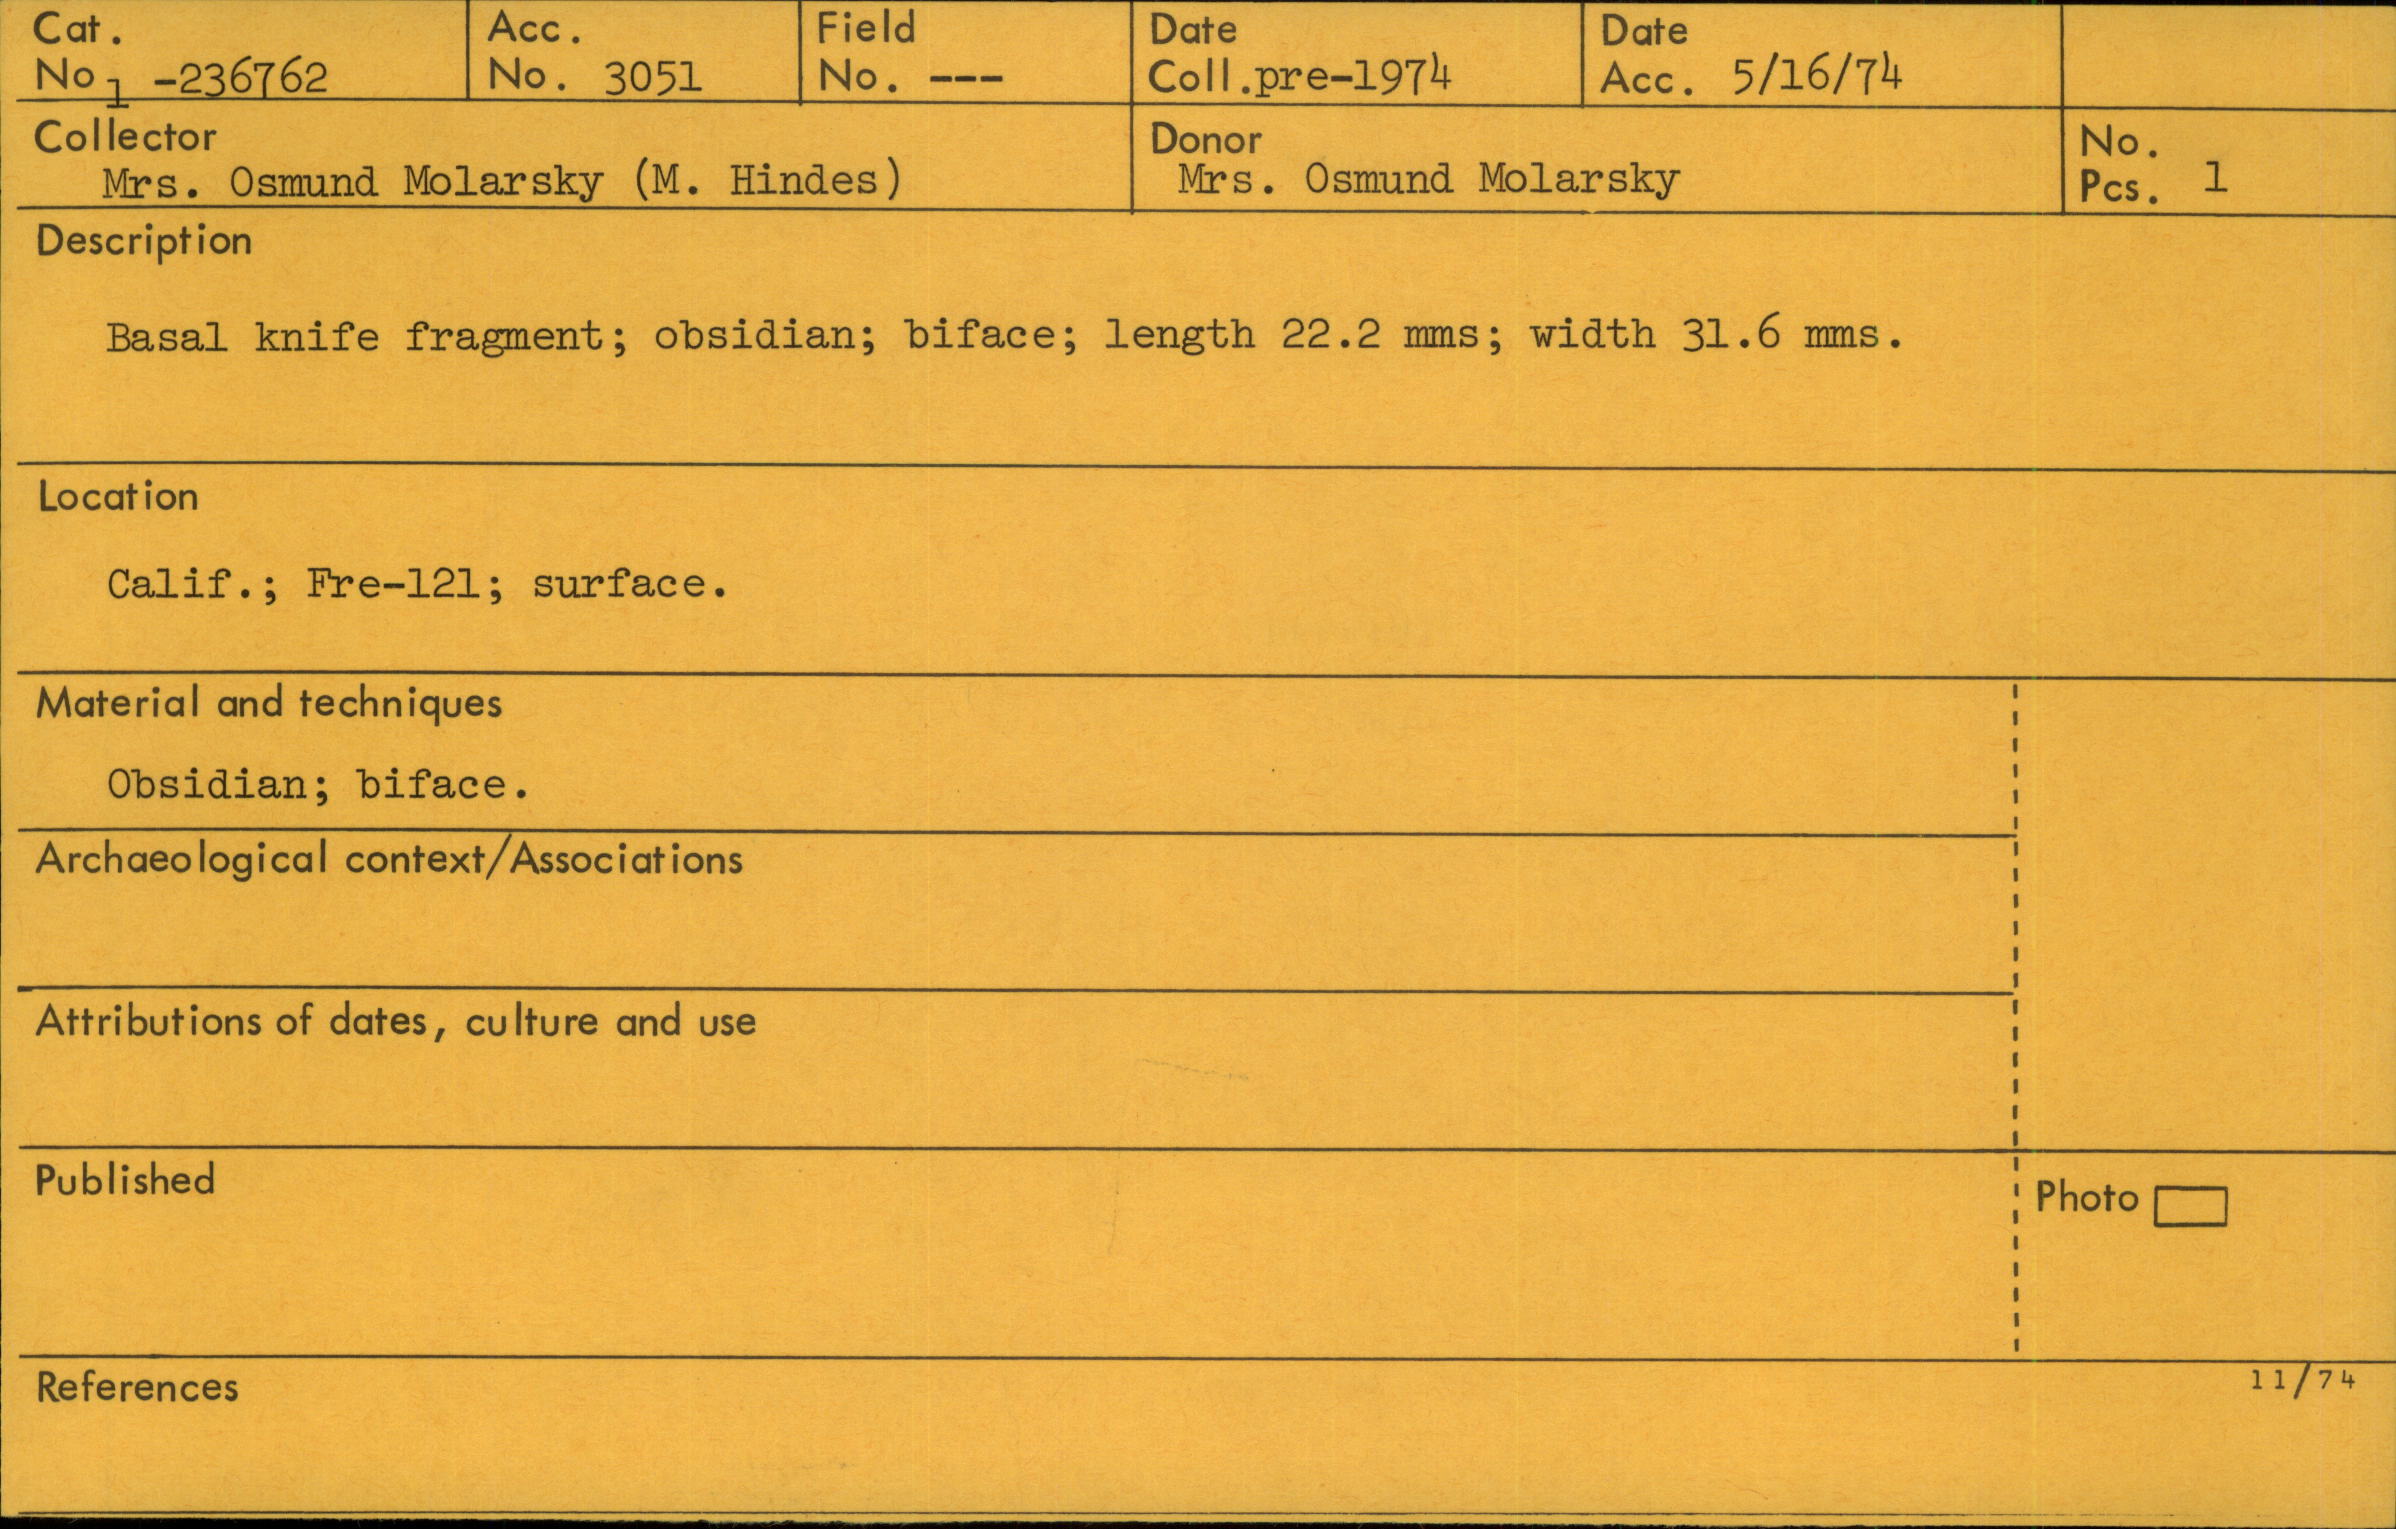 Cat. No 1 -236762
Acc. No. 3051
Field No. ---
Date Coll. pre-1974
Date Acc. 5/16/74
Collector
Mrs. Osmund Molarsky (M. Hindes)
Donor
Mrs. Osmund Molarsky
No. Pcs. 1
Description
Basal knife fragment; obsidian; biface; length 22.2 mms; width 31.6 mms.
Location
Calif.; Fre-121; surface.
Material and techniques
Obsidian; biface.
Archaeological context/Associations
Attributions of dates, culture and use
Published
Photo
References
11/74